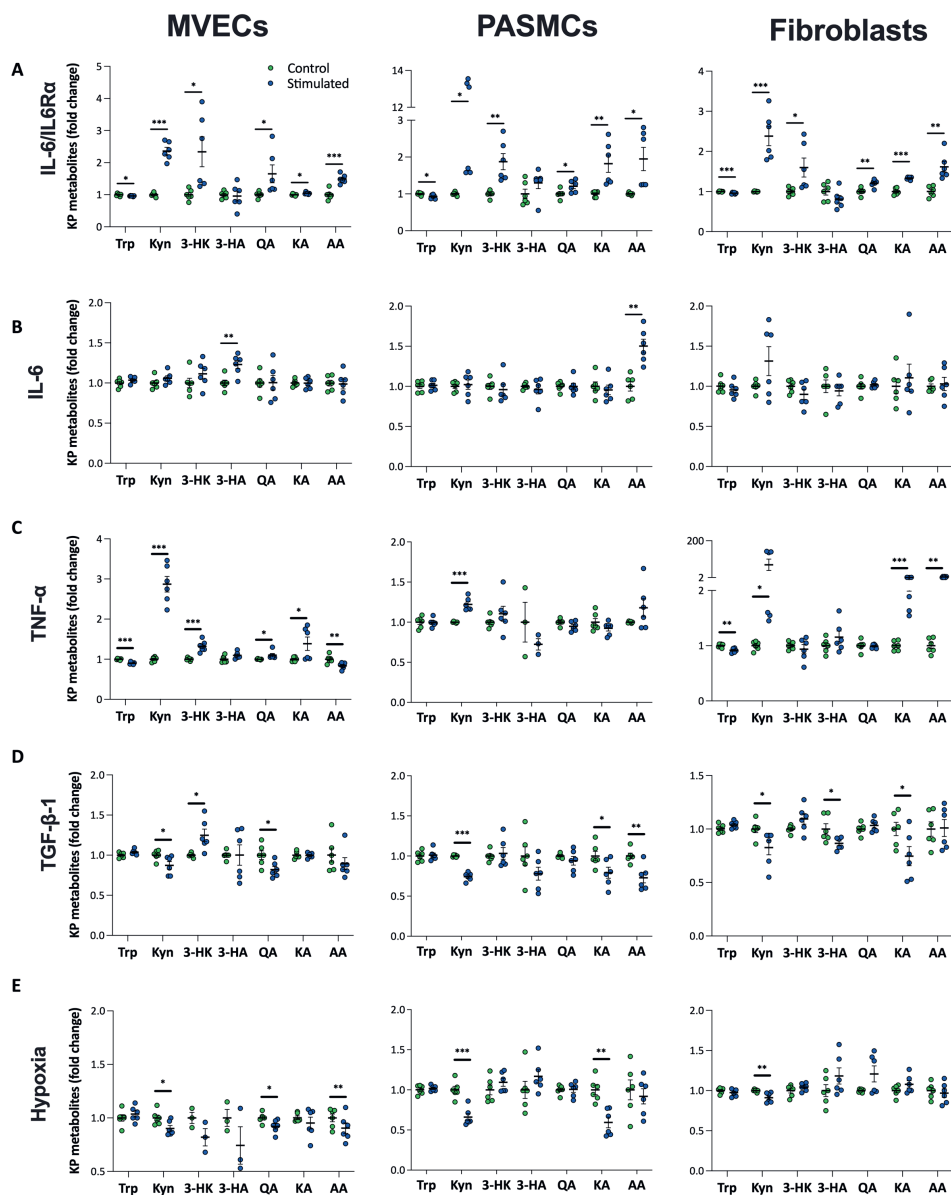 MVECs PASMCs Fibroblasts
A
IL-6/IL6Rα
KP metabolites (fold change)
Control
Stimulated
5 4 3 2 1 0
* *** * * * ***
Trp Kyn 3-HK 3-HA QA KA AA
14 12 3 2 1 0
* * ** * ** *
Trp Kyn 3-HK 3-HA QA KA AA
4 3 2 1 0
*** *** * ** *** **
Trp Kyn 3-HK 3-HA QA KA AA
B
IL-6
KP metabolites (fold change)
2.0 1.5 1.0 0.5 0.0
**
Trp Kyn 3-HK 3-HA QA KA AA
2.0 1.5 1.0 0.5 0.0
**
Trp Kyn 3-HK 3-HA QA KA AA
2.0 1.5 1.0 0.5 0.0
Trp Kyn 3-HK 3-HA QA KA AA
C
TNF-α
KP metabolites (fold change)
4 3 2 1 0
*** *** *** * * **
Trp Kyn 3-HK 3-HA QA KA AA
2.0 1.5 1.0 0.5 0.0
***
Trp Kyn 3-HK 3-HA QA KA AA
200 2 2 1 0
** * *** **
Trp Kyn 3-HK 3-HA QA KA AA
D
TGF-β-1
KP metabolites (fold change)
2.0 1.5 1.0 0.5 0.0
* * *
Trp Kyn 3-HK 3-HA QA KA AA
2.0 1.5 1.0 0.5 0.0
*** * **
Trp Kyn 3-HK 3-HA QA KA AA
1.5 1.0 0.5 0.0
* * *
Trp Kyn 3-HK 3-HA QA KA AA
E
Hypoxia
KP metabolites (fold change)
2.0 1.5 1.0 0.5
* * **
Trp Kyn 3-HK 3-HA QA KA AA
2.0 1.5 1.0 0.5 0.0
*** **
Trp Kyn 3-HK 3-HA QA KA AA
2.0 1.5 1.0 0.5 0.0
**
Trp Kyn 3-HK 3-HA QA KA AA